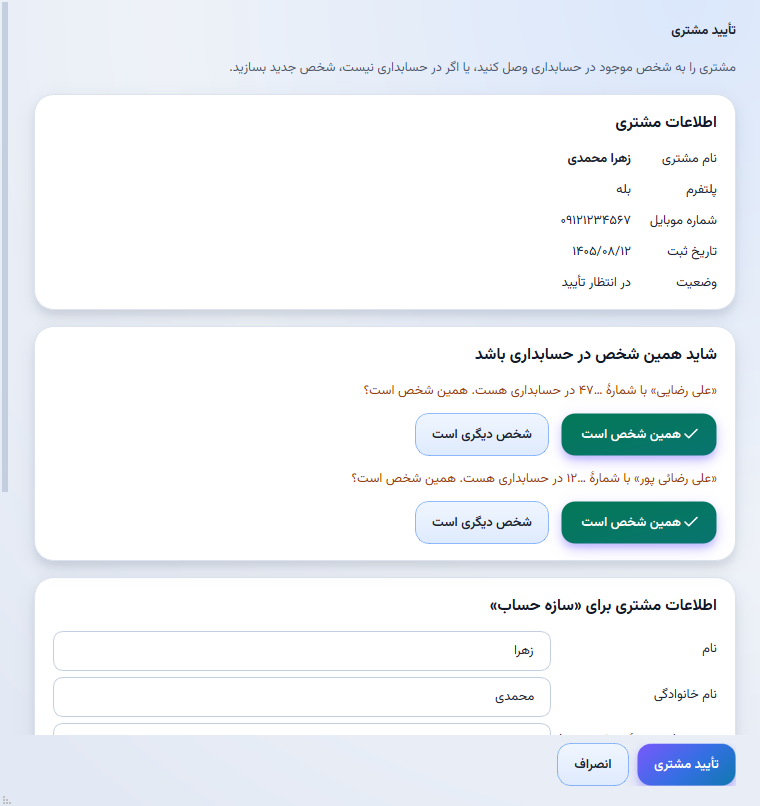 تأیید مشتری
مشتری را به شخص موجود در حسابداری وصل کنید، یا اگر در حسابداری نیست، شخص جدید بسازید.
اطلاعات مشتری
نام مشتری زهرا محمدی
پلتفرم بله
شماره موبایل ۰۹۱۲۱۲۳۴۵۶۷
تاریخ ثبت ۱۴۰۵/۰۸/۱۲
وضعیت در انتظار تأیید
شاید همین شخص در حسابداری باشد
«علی رضایی» با شمارهٔ …۴۷ در حسابداری هست. همین شخص است؟
✓ همین شخص است شخص دیگری است
«علی رضائی پور» با شمارهٔ …۱۲ در حسابداری هست. همین شخص است؟
✓ همین شخص است شخص دیگری است
اطلاعات مشتری برای «سازه حساب»
نام زهرا
نام خانوادگی محمدی
تأیید مشتری انصراف